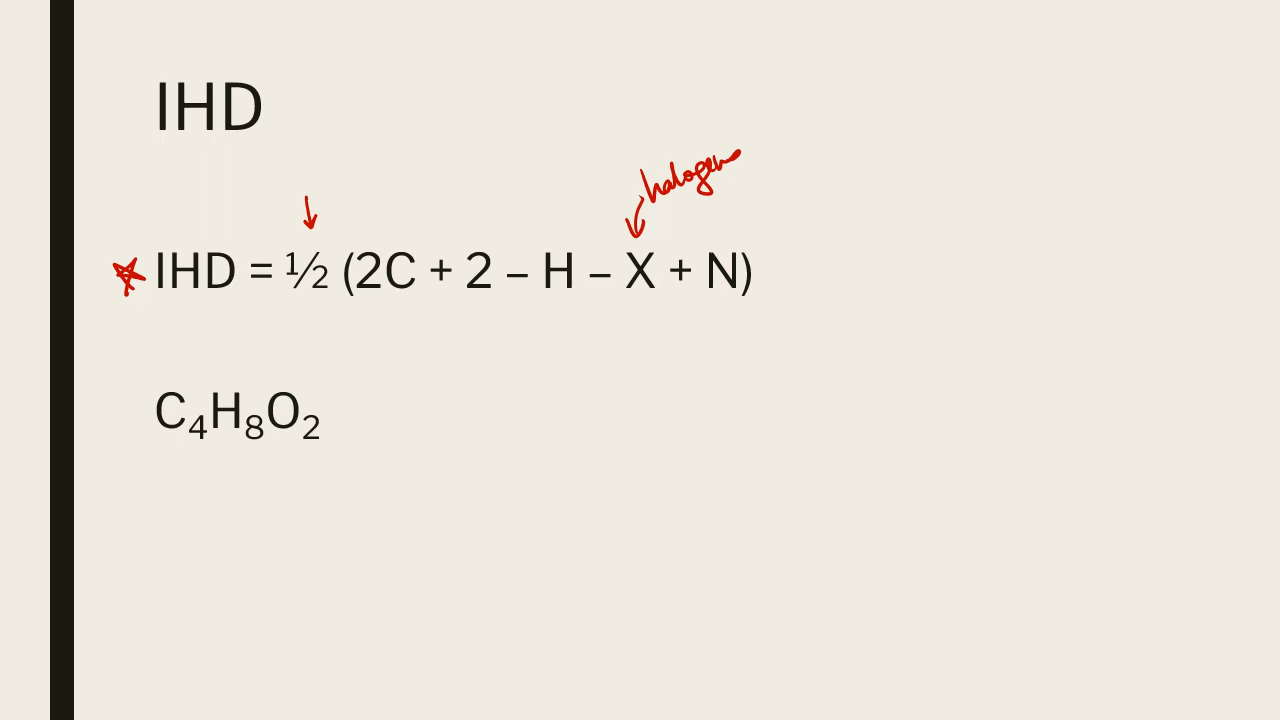 IHD
halogen
IHD = ½ (2C + 2 – H – X + N)
C₄H₈O₂